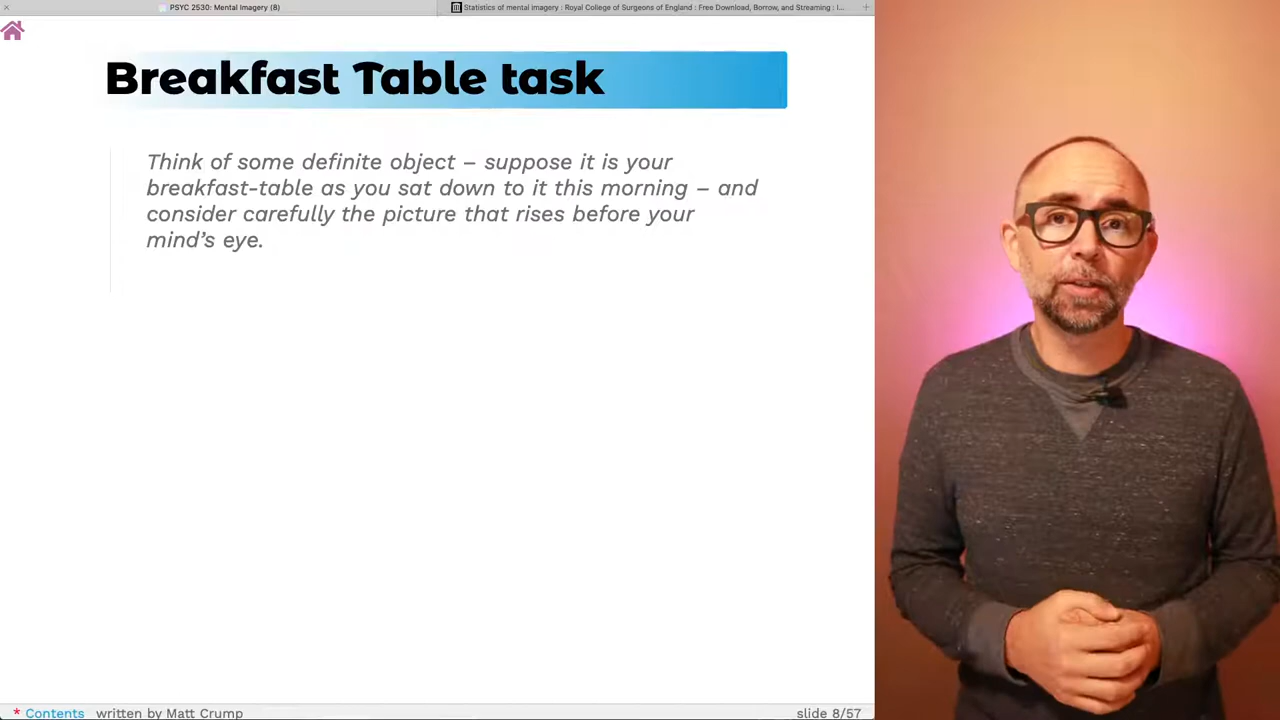 PSYC 2530: Mental Imagery (8)
Statistics of mental imagery : Royal College of Surgeons of England : Free Download, Borrow, and Streaming : I...
Breakfast Table task
Think of some definite object – suppose it is your
breakfast-table as you sat down to it this morning – and
consider carefully the picture that rises before your
mind's eye.
* Contents written by Matt Crump
slide 8/57